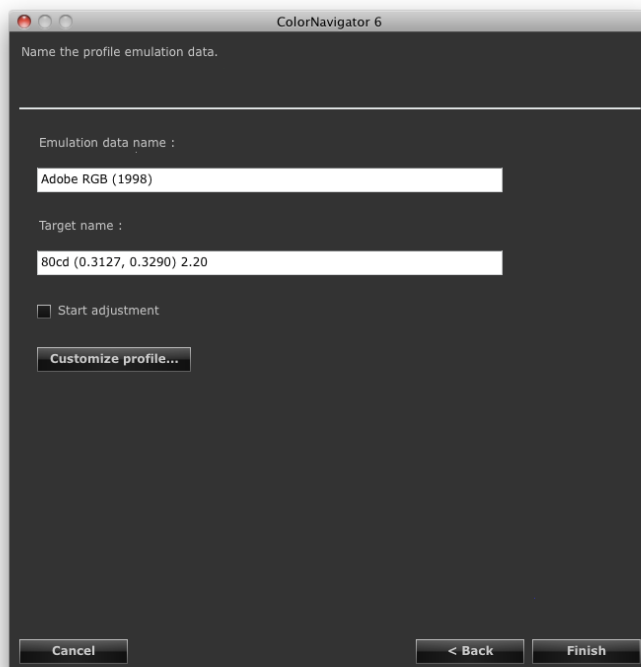 ColorNavigator 6
Name the profile emulation data.
Emulation data name :
Adobe RGB (1998)
Target name :
80cd (0.3127, 0.3290) 2.20
Start adjustment
Customize profile...
Cancel
< Back
Finish